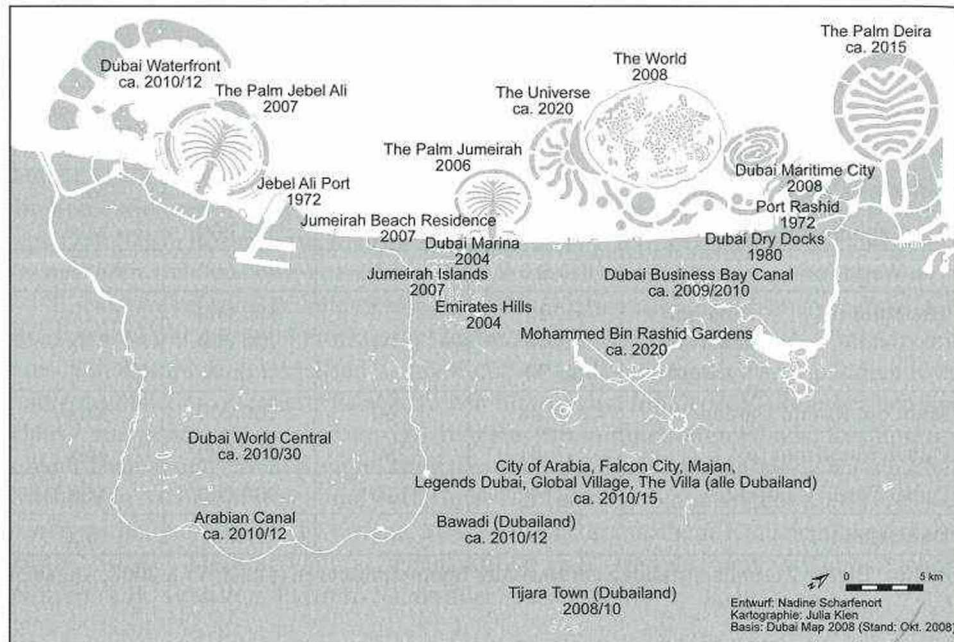 The Palm Deira
ca. 2015
The World
2008
Dubai Waterfront
ca. 2010/12
The Palm Jebel Ali
2007
The Universe
ca. 2020
The Palm Jumeirah
2006
Dubai Maritime City
2008
Jebel Ali Port
1972
Port Rashid
1972
Jumeirah Beach Residence
2007
Dubai Marina
2004
Dubai Dry Docks
1980
Jumeirah Islands
2007
Dubai Business Bay Canal
ca. 2009/2010
Emirates Hills
2004
Mohammed Bin Rashid Gardens
ca. 2020
Dubai World Central
ca. 2010/30
City of Arabia, Falcon City, Majan,
Legends Dubai, Global Village, The Villa (alle Dubailand)
ca. 2010/15
Arabian Canal
ca. 2010/12
Bawadi (Dubailand)
ca. 2010/12
Tijara Town (Dubailand)
2008/10
0 5 km
Entwurf: Nadine Scharfenort
Kartographie: Julia Klen
Basis: Dubai Map 2008 (Stand: Okt. 2008)